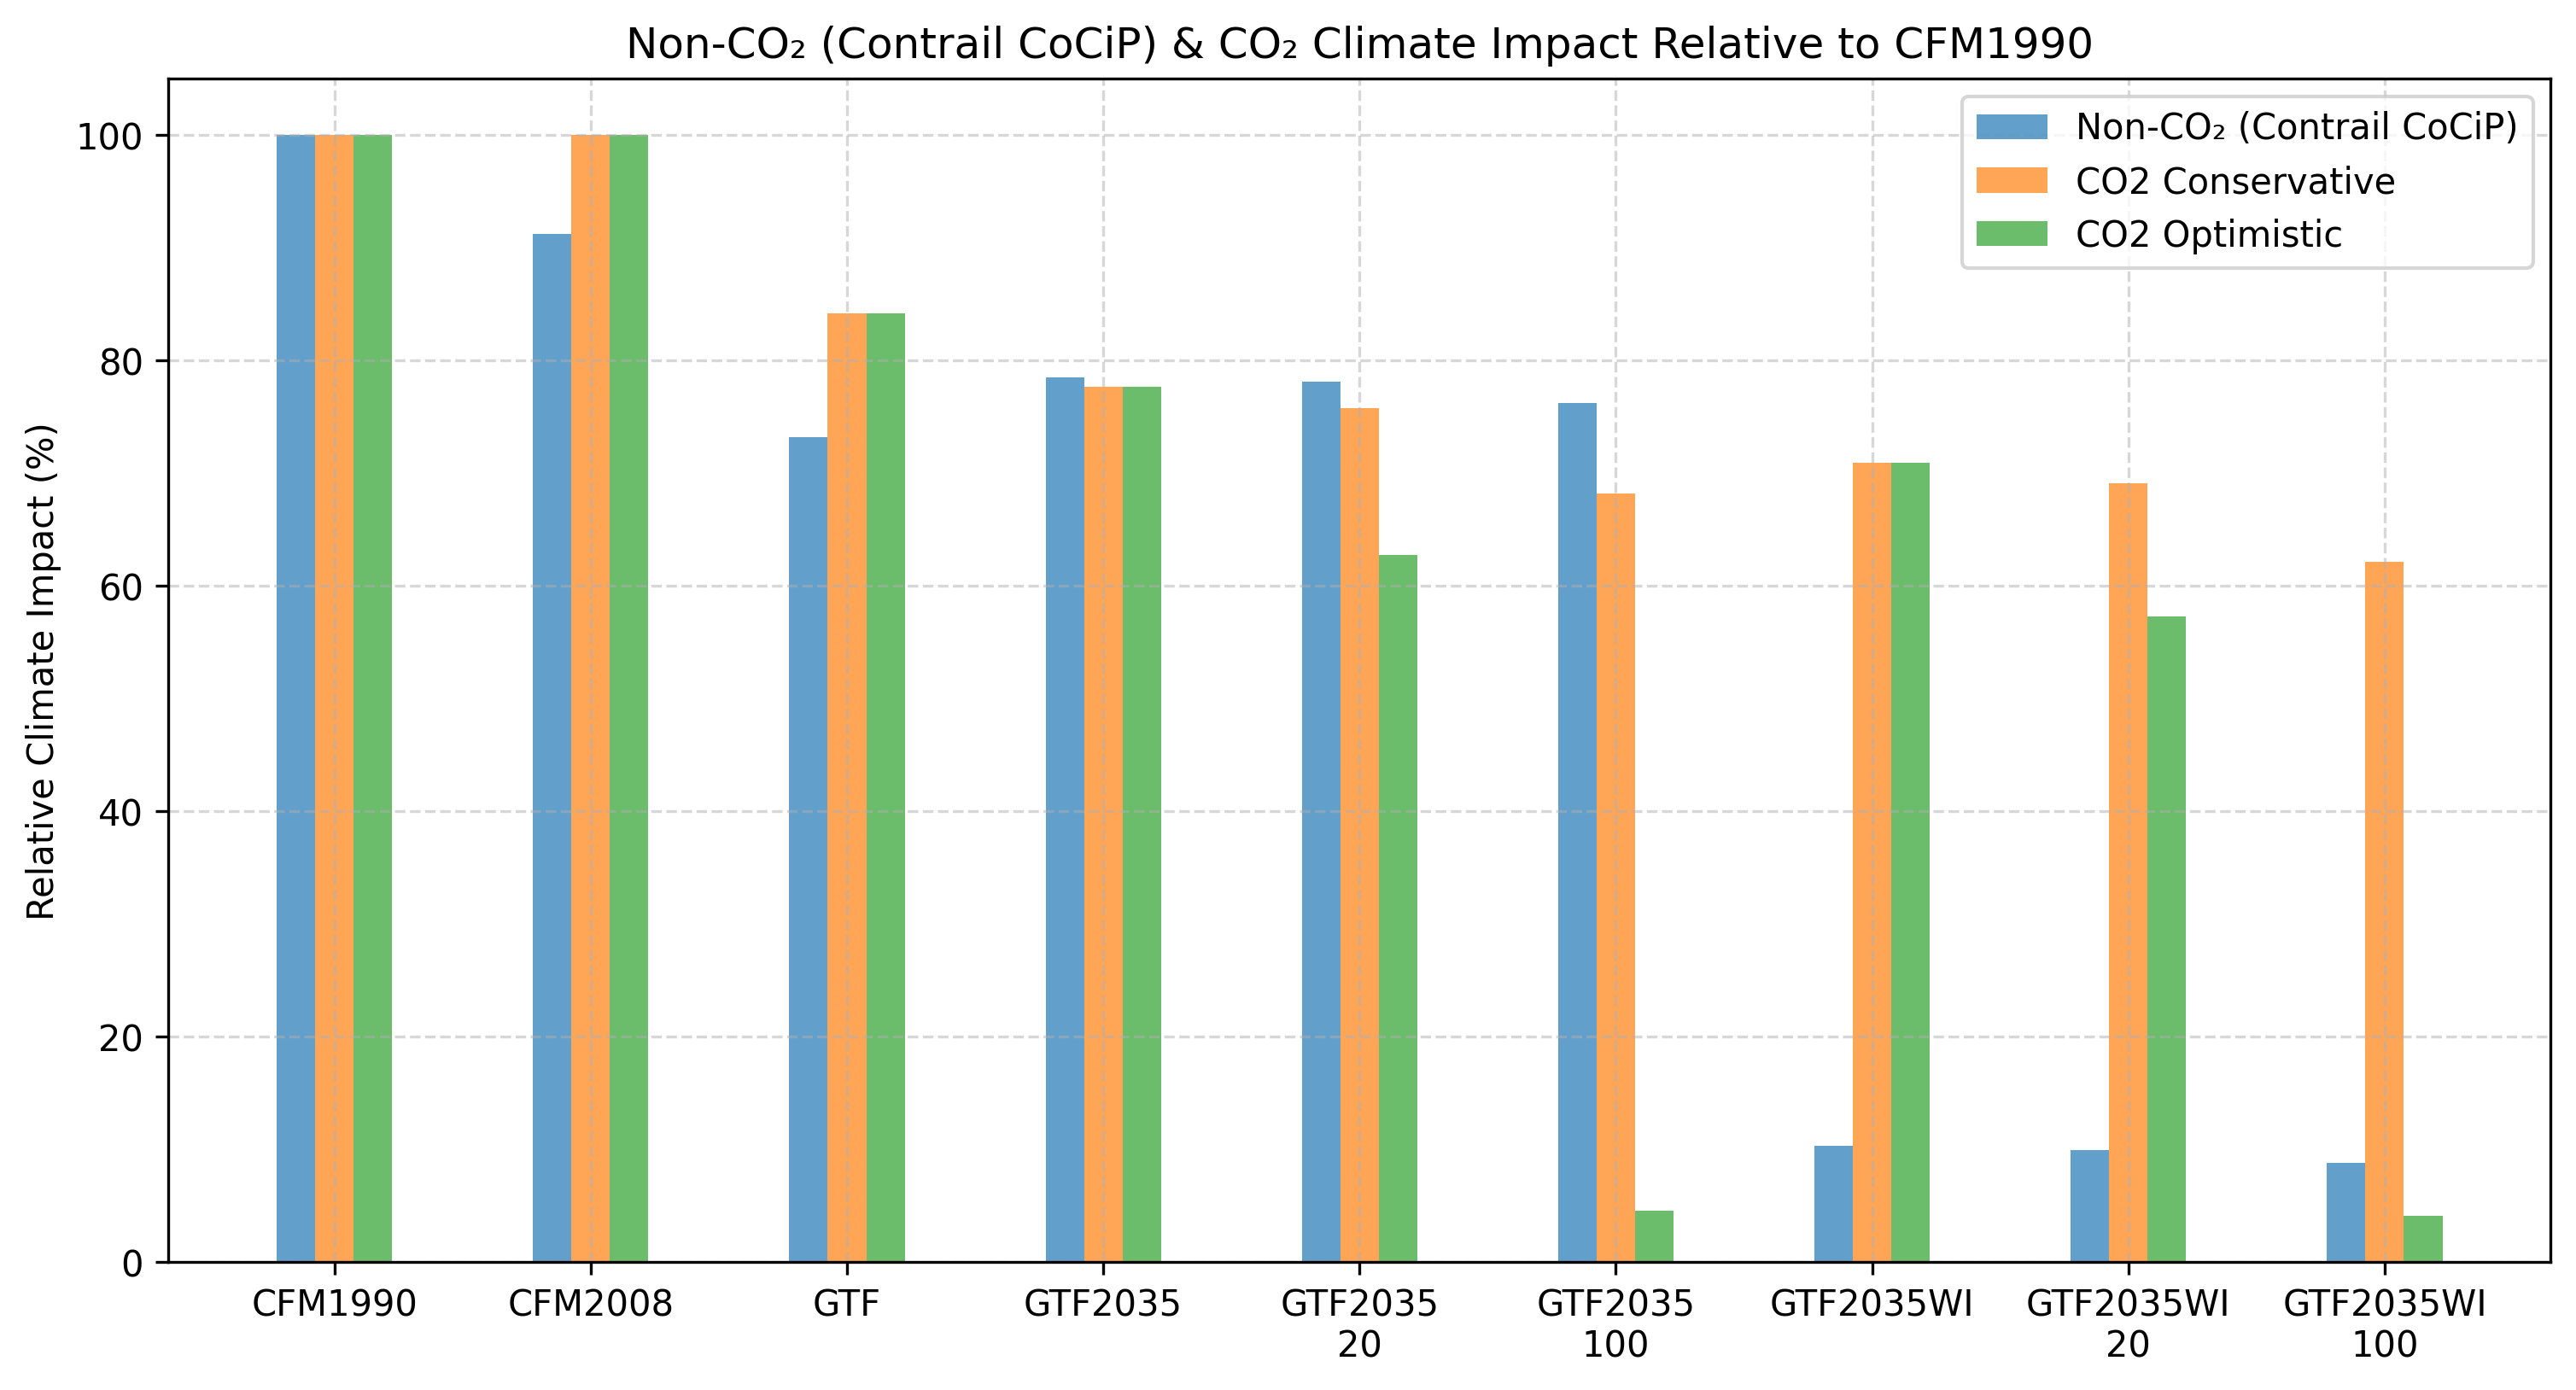 Non-CO₂ (Contrail CoCiP) & CO₂ Climate Impact Relative to CFM1990
Non-CO₂ (Contrail CoCiP)
CO2 Conservative
CO2 Optimistic
Relative Climate Impact (%)
100
80
60
40
20
0
CFM1990
CFM2008
GTF
GTF2035
GTF2035
20
GTF2035
100
GTF2035WI
GTF2035WI
20
GTF2035WI
100